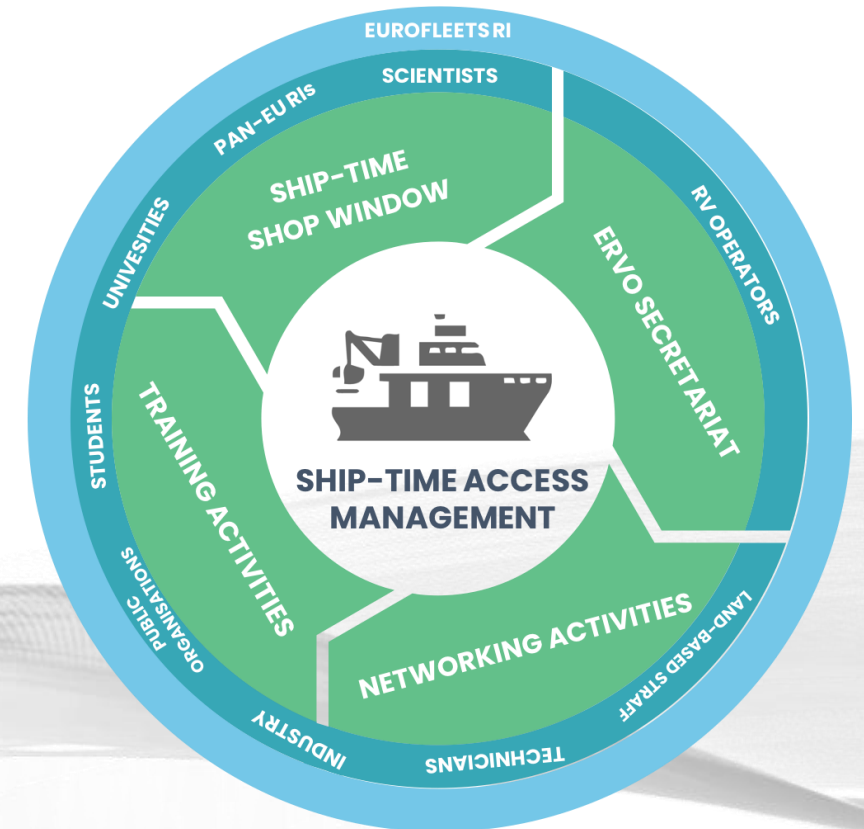 EUROFLEETS RI
SCIENTISTS
PAN-EU RIs
UNIVESITIES
STUDENTS
PUBLIC
ORGANISATIONS
INDUSTRY
TECHNICIANS
LAND-BASED STRAFF
RV OPERATORS
SHIP-TIME
SHOP WINDOW
ERVO SECRETARIAT
TRAINING ACTIVITIES
NETWORKING ACTIVITIES
SHIP-TIME ACCESS
MANAGEMENT